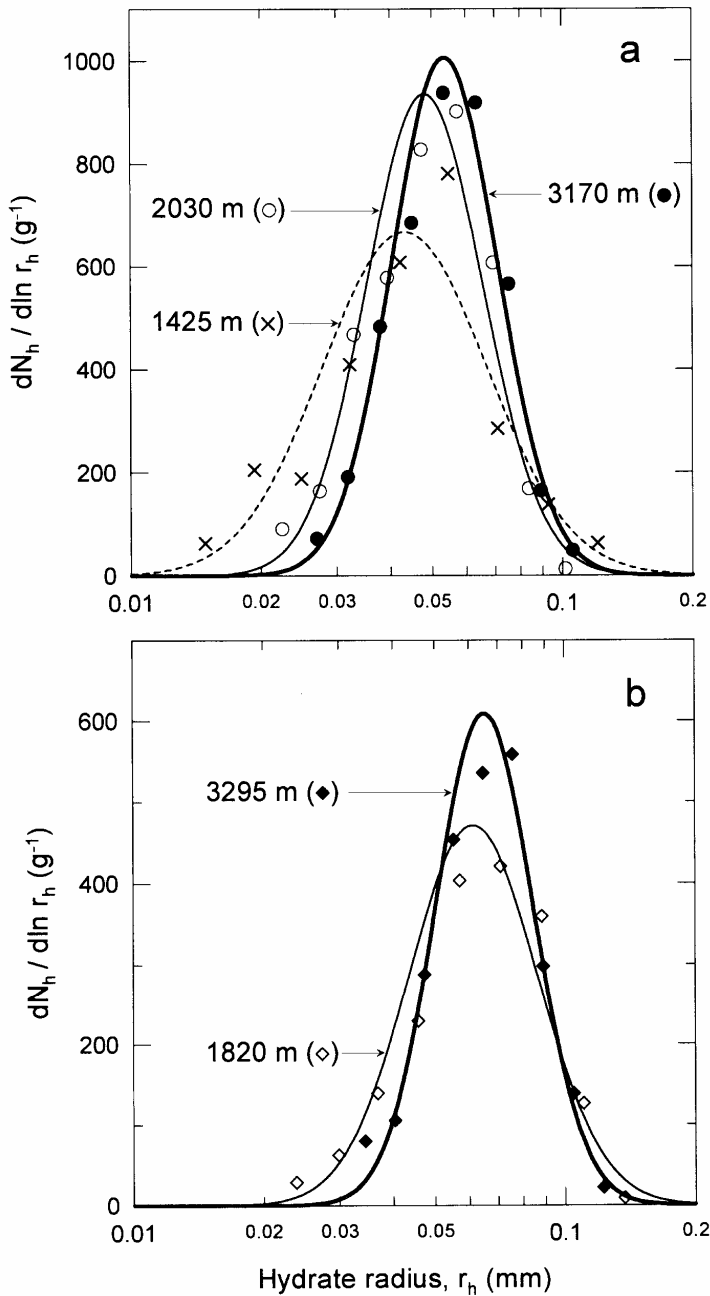 a
1000
800
600
400
200
0
dN_h / dln r_h (g⁻¹)
2030 m (○)
3170 m (●)
1425 m (×)
0.01 0.02 0.03 0.05 0.1 0.2
b
600
400
200
0
dN_h / dln r_h (g⁻¹)
3295 m (◆)
1820 m (◇)
0.01 0.02 0.03 0.05 0.1 0.2
Hydrate radius, r_h (mm)